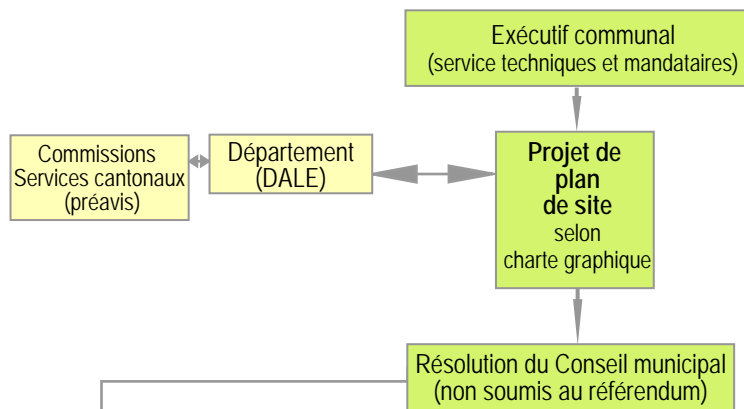 Exécutif communal
(service techniques et mandataires)
Commissions
Services cantonaux
(préavis)
Département
(DALE)
Projet de
plan
de site
selon
charte graphique
Résolution du Conseil municipal
(non soumis au référendum)